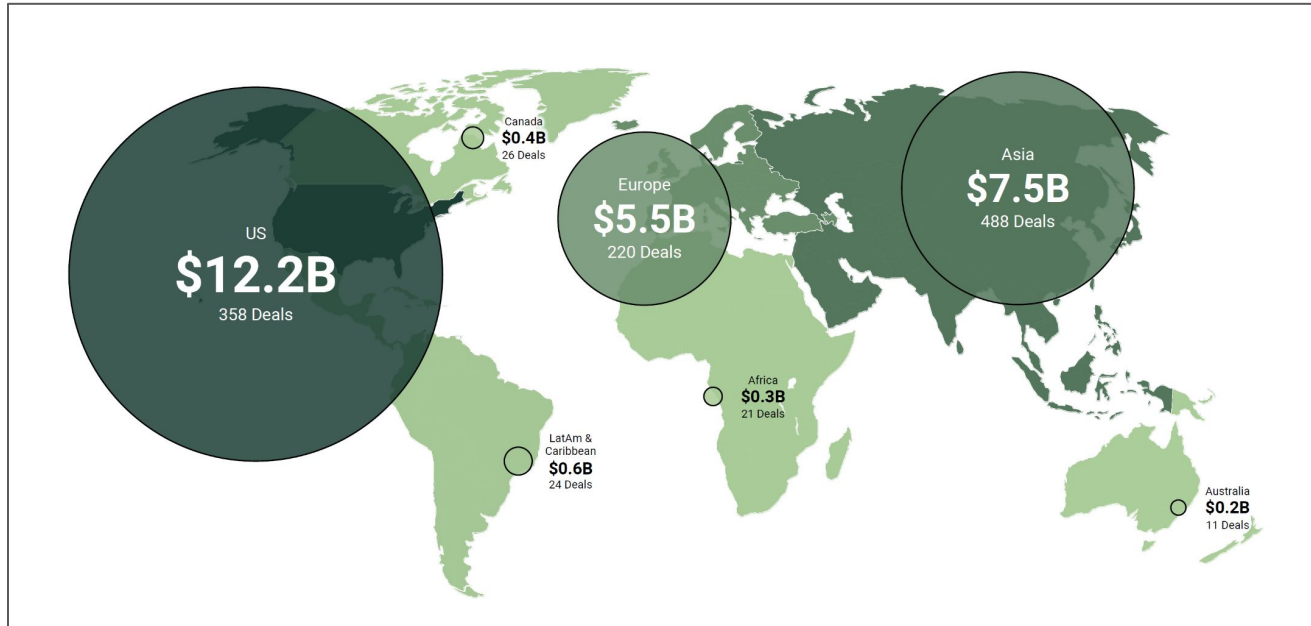 Canada
$0.4B
26 Deals
US
$12.2B
358 Deals
Europe
$5.5B
220 Deals
Asia
$7.5B
488 Deals
LatAm &
Caribbean
$0.6B
24 Deals
Africa
$0.3B
21 Deals
Australia
$0.2B
11 Deals